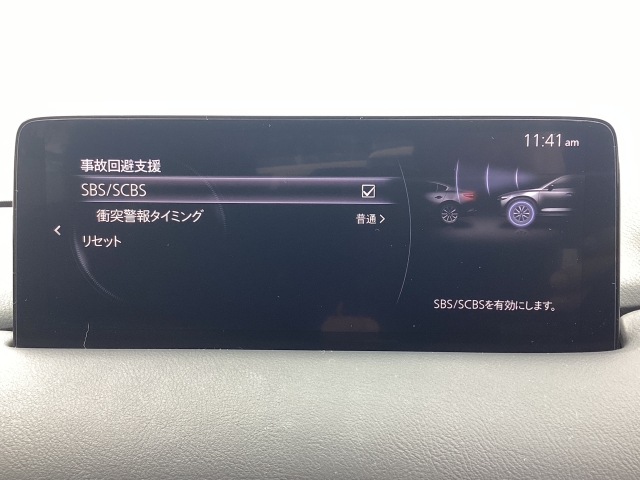 11:41 am
事故回避支援
SBS/SCBS
衝突警報タイミング 普通
リセット
SBS/SCBSを有効にします。